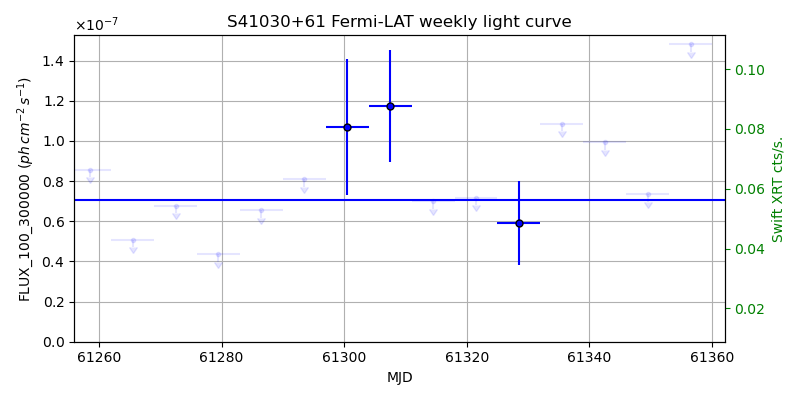 S41030+61 Fermi-LAT weekly light curve
×10⁻⁷
FLUX_100_300000 (ph cm⁻² s⁻¹)
1.4
1.2
1.0
0.8
0.6
0.4
0.2
0.0
61260 61280 61300 61320 61340 61360
MJD
0.10
0.08
0.06
0.04
0.02
Swift XRT cts/s.